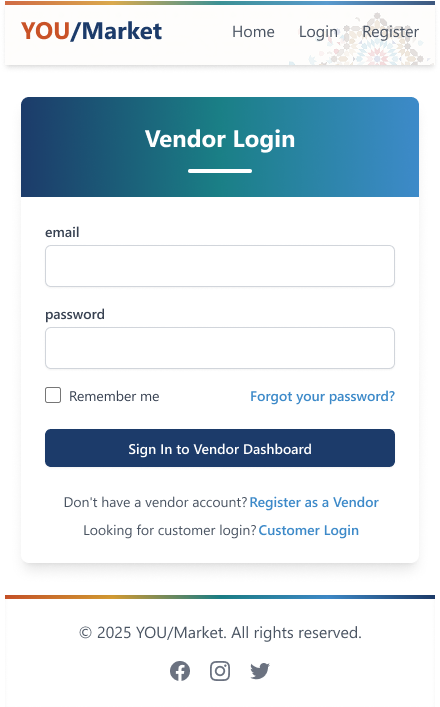 YOU/Market Home Login Register
Vendor Login
email
password
Remember me Forgot your password?
Sign In to Vendor Dashboard
Don't have a vendor account? Register as a Vendor
Looking for customer login? Customer Login
© 2025 YOU/Market. All rights reserved.